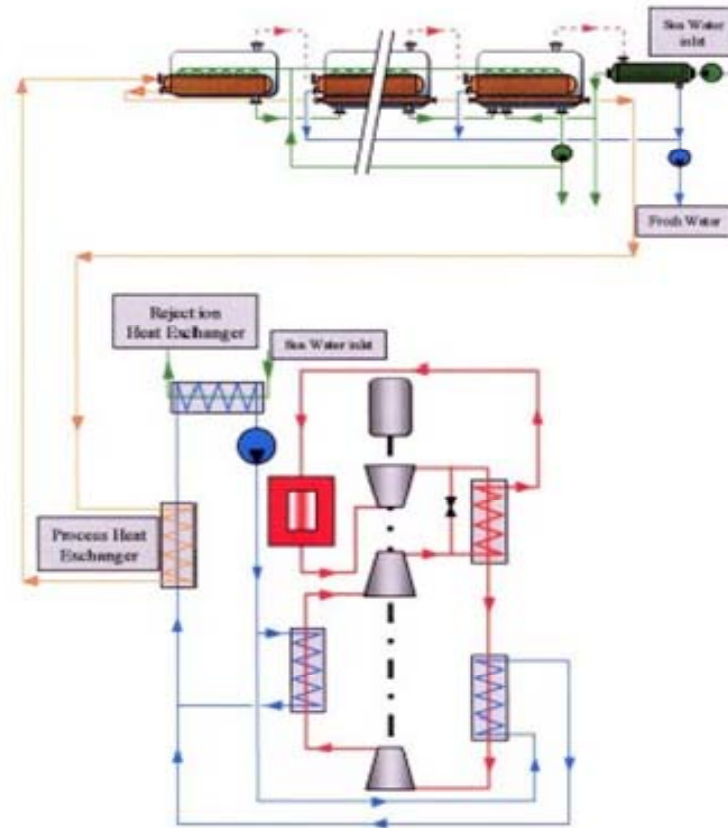 Sea Water
inlet
Fresh Water
Rejection
Heat Exchanger
Sea Water inlet
Process Heat
Exchanger